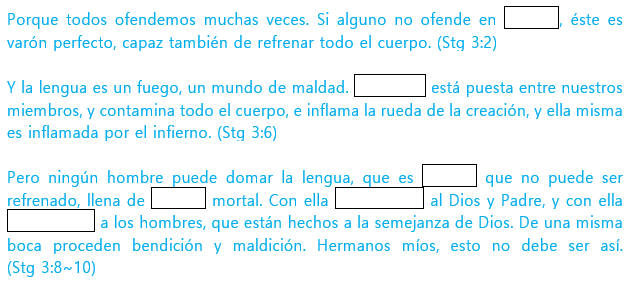 Porque todos ofendemos muchas veces. Si alguno no ofende en , éste es
varón perfecto, capaz también de refrenar todo el cuerpo. (Stg 3:2)
Y la lengua es un fuego, un mundo de maldad. está puesta entre nuestros
miembros, y contamina todo el cuerpo, e inflama la rueda de la creación, y ella misma
es inflamada por el infierno. (Stg 3:6)
Pero ningún hombre puede domar la lengua, que es que no puede ser
refrenado, llena de mortal. Con ella al Dios y Padre, y con ella
a los hombres, que están hechos a la semejanza de Dios. De una misma
boca proceden bendición y maldición. Hermanos míos, esto no debe ser así.
(Stg 3:8~10)